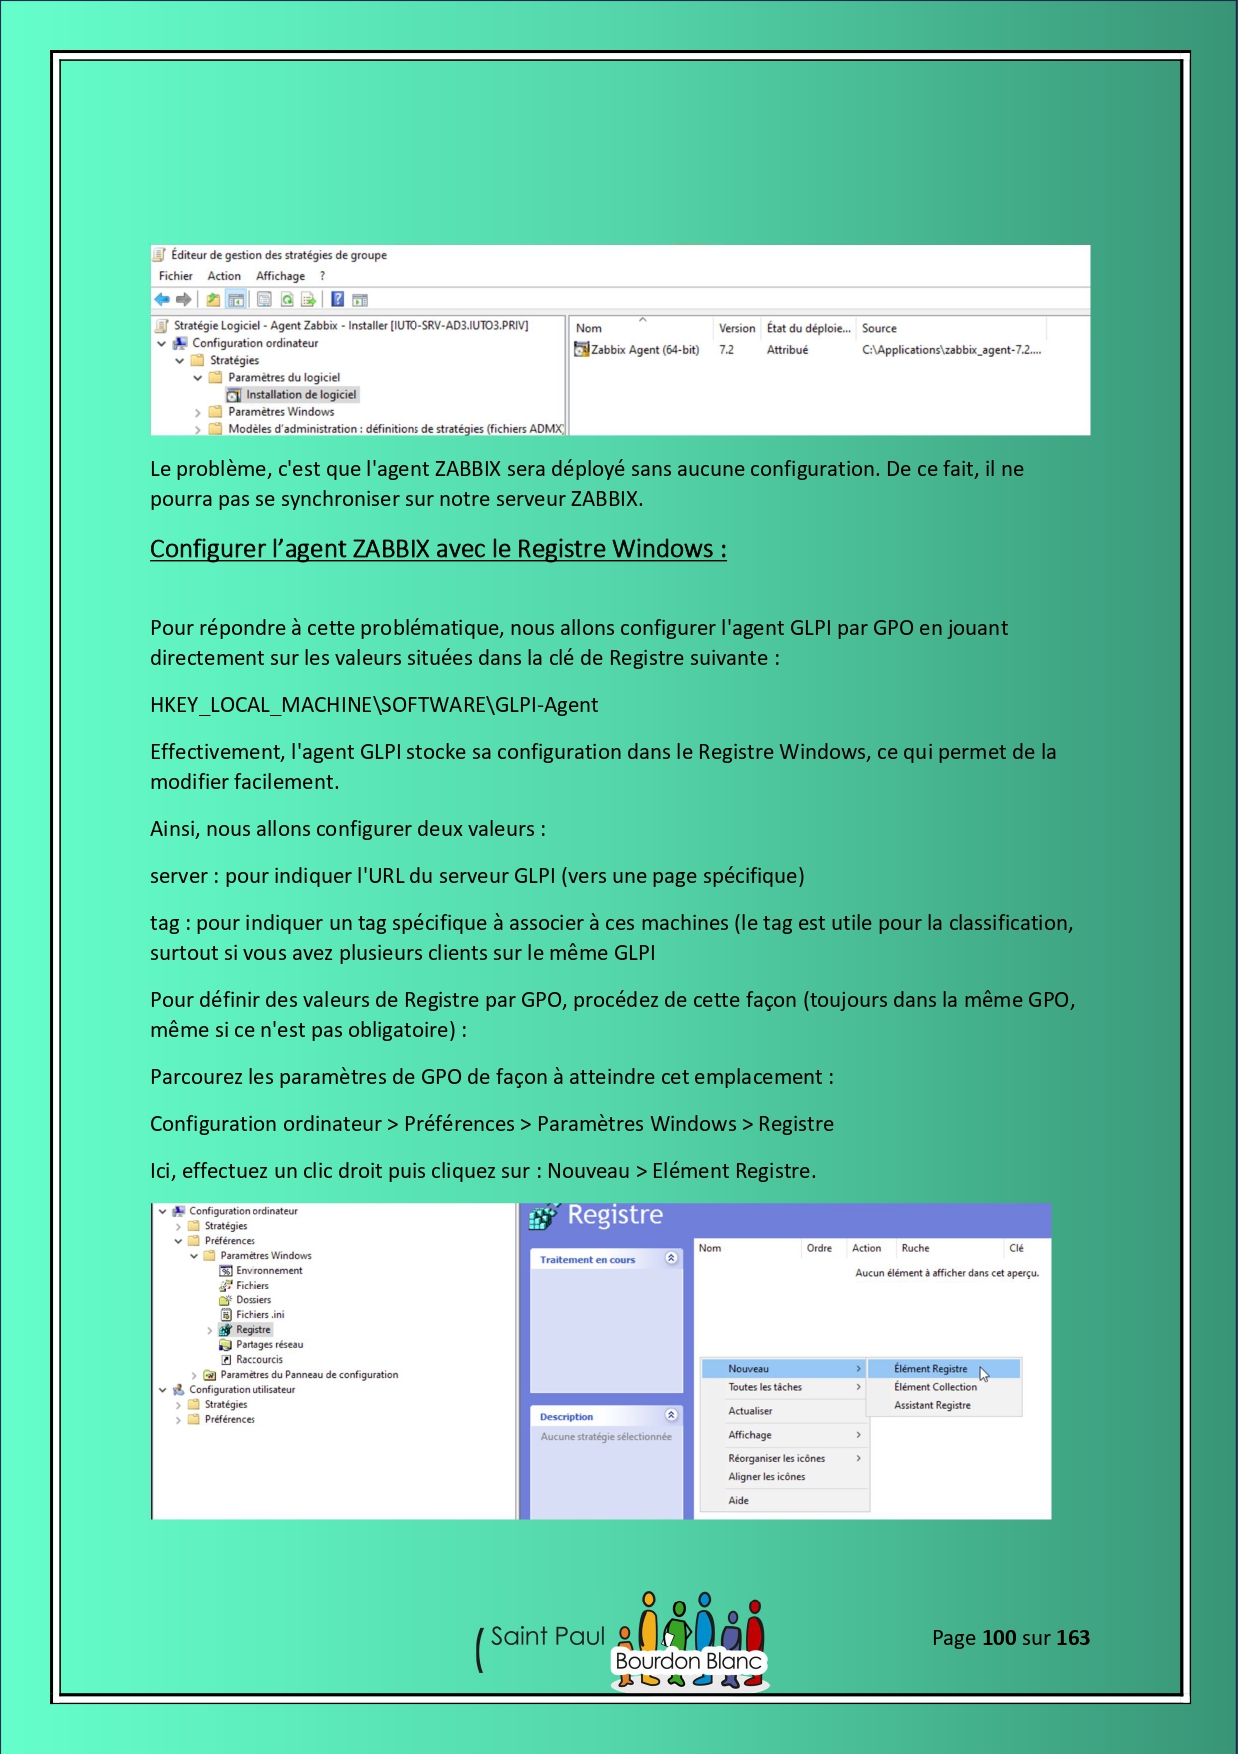 Éditeur de gestion des stratégies de groupe
Fichier Action Affichage ?
Stratégie Logiciel - Agent Zabbix - Installer [IUTO-SRV-AD3.IUTO3.PRIV]
Configuration ordinateur
Stratégies
Paramètres du logiciel
Installation de logiciel
Paramètres Windows
Modèles d'administration : définitions de stratégies (fichiers ADMX)
Nom Version État du déploie... Source
Zabbix Agent (64-bit) 7.2 Attribué C:\Applications\zabbix_agent-7.2....
Le problème, c'est que l'agent ZABBIX sera déployé sans aucune configuration. De ce fait, il ne
pourra pas se synchroniser sur notre serveur ZABBIX.
Configurer l’agent ZABBIX avec le Registre Windows :
Pour répondre à cette problématique, nous allons configurer l'agent GLPI par GPO en jouant
directement sur les valeurs situées dans la clé de Registre suivante :
HKEY_LOCAL_MACHINE\SOFTWARE\GLPI-Agent
Effectivement, l'agent GLPI stocke sa configuration dans le Registre Windows, ce qui permet de la
modifier facilement.
Ainsi, nous allons configurer deux valeurs :
server : pour indiquer l'URL du serveur GLPI (vers une page spécifique)
tag : pour indiquer un tag spécifique à associer à ces machines (le tag est utile pour la classification,
surtout si vous avez plusieurs clients sur le même GLPI
Pour définir des valeurs de Registre par GPO, procédez de cette façon (toujours dans la même GPO,
même si ce n'est pas obligatoire) :
Parcourez les paramètres de GPO de façon à atteindre cet emplacement :
Configuration ordinateur > Préférences > Paramètres Windows > Registre
Ici, effectuez un clic droit puis cliquez sur : Nouveau > Elément Registre.
Configuration ordinateur
Stratégies
Préférences
Paramètres Windows
Environnement
Fichiers
Dossiers
Fichiers .ini
Registre
Partages réseau
Raccourcis
Paramètres du Panneau de configuration
Configuration utilisateur
Stratégies
Préférences
Registre
Traitement en cours
Description
Aucune stratégie sélectionnée
Nom Ordre Action Ruche Clé
Aucun élément à afficher dans cet aperçu.
Nouveau
Toutes les tâches
Actualiser
Affichage
Réorganiser les icônes
Aligner les icônes
Aide
Élément Registre
Élément Collection
Assistant Registre
Saint Paul
Bourdon Blanc
Page 100 sur 163